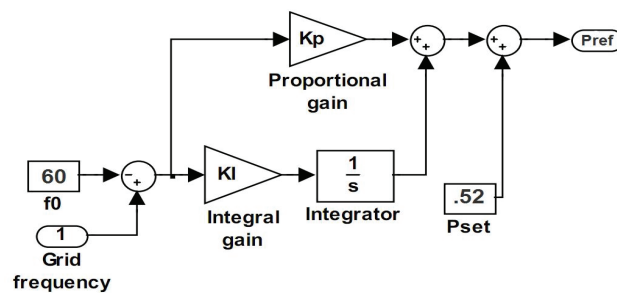 Kp
Proportional
gain
+
+
+
+
Pref
60
f0
-
+
KI
Integral
gain
1
s
Integrator
.52
Pset
1
Grid
frequency